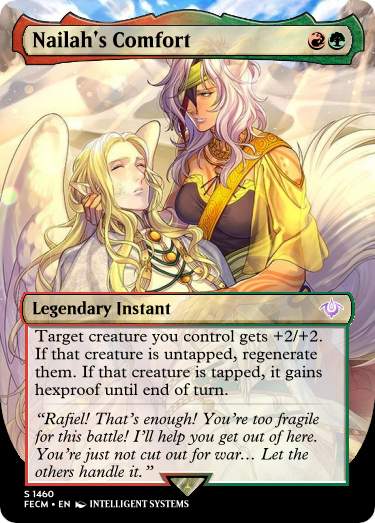 Nailah's Comfort
Legendary Instant
Target creature you control gets +2/+2.
If that creature is untapped, regenerate
them. If that creature is tapped, it gains
hexproof until end of turn.
“Rafiel! That's enough! You're too fragile
for this battle! I'll help you get out of here.
You're just not cut out for war… Let the
others handle it.”
S 1460
FECM • EN INTELLIGENT SYSTEMS